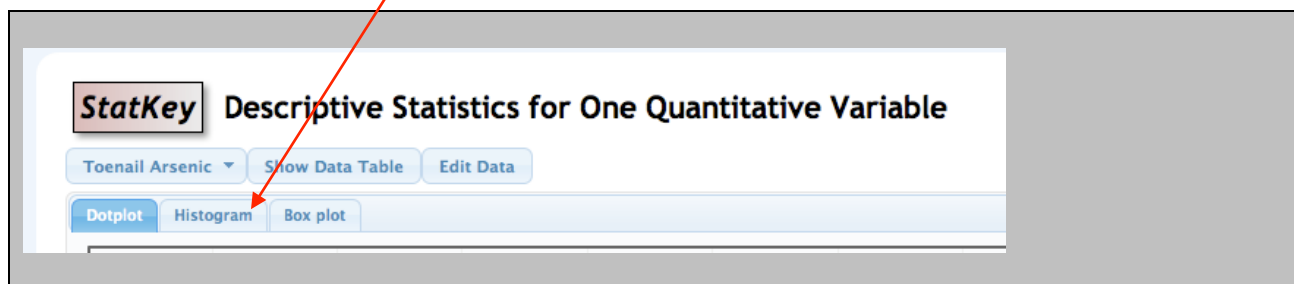 StatKey Descriptive Statistics for One Quantitative Variable
Toenail Arsenic Show Data Table Edit Data
Dotplot Histogram Box plot